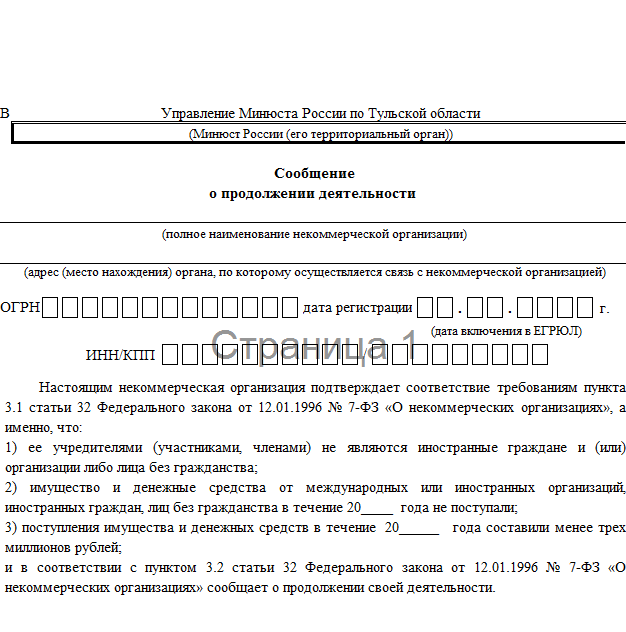 В Управление Минюста России по Тульской области
(Минюст России (его территориальный орган))
Сообщение
о продолжении деятельности
(полное наименование некоммерческой организации)
(адрес (место нахождения) органа, по которому осуществляется связь с некоммерческой организацией)
ОГРН дата регистрации . . г.
(дата включения в ЕГРЮЛ)
ИНН/КПП /
Страница 1
Настоящим некоммерческая организация подтверждает соответствие требованиям пункта
3.1 статьи 32 Федерального закона от 12.01.1996 № 7-ФЗ «О некоммерческих организациях», а
именно, что:
1) ее учредителями (участниками, членами) не являются иностранные граждане и (или)
организации либо лица без гражданства;
2) имущество и денежные средства от международных или иностранных организаций,
иностранных граждан, лиц без гражданства в течение 20____ года не поступали;
3) поступления имущества и денежных средств в течение 20_____ года составили менее трех
миллионов рублей;
и в соответствии с пунктом 3.2 статьи 32 Федерального закона от 12.01.1996 № 7-ФЗ «О
некоммерческих организациях» сообщает о продолжении своей деятельности.